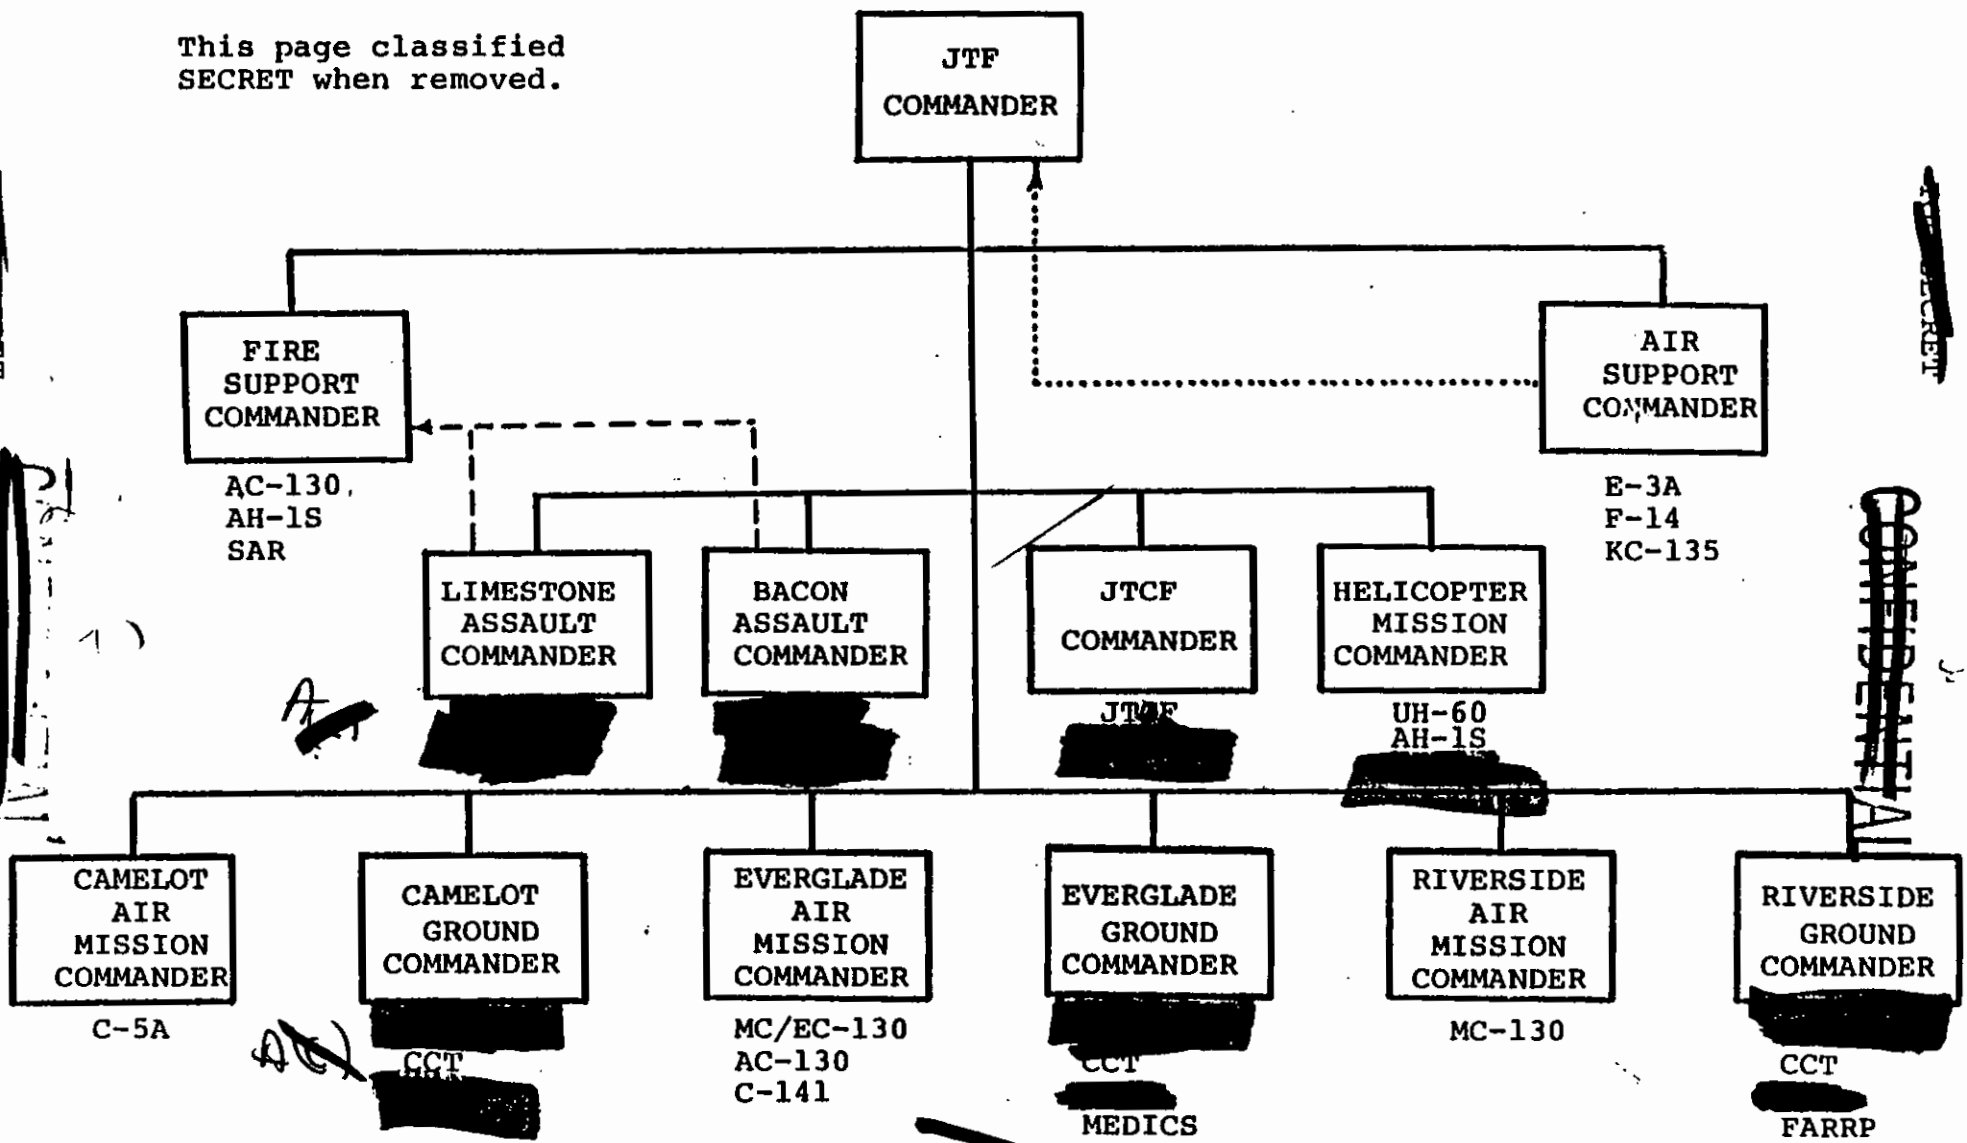 This page classified
SECRET when removed.
JTF
COMMANDER
FIRE
SUPPORT
COMMANDER
AC-130
AH-1S
SAR
AIR
SUPPORT
COMMANDER
E-3A
F-14
KC-135
LIMESTONE
ASSAULT
COMMANDER
BACON
ASSAULT
COMMANDER
JTCF
COMMANDER
HELICOPTER
MISSION
COMMANDER
UH-60
AH-1S
CAMELOT
AIR
MISSION
COMMANDER
C-5A
CAMELOT
GROUND
COMMANDER
CCT
EVERGLADE
AIR
MISSION
COMMANDER
MC/EC-130
AC-130
C-141
EVERGLADE
GROUND
COMMANDER
CCT
MEDICS
RIVERSIDE
AIR
MISSION
COMMANDER
MC-130
RIVERSIDE
GROUND
COMMANDER
CCT
FARRP
CONFIDENTIAL